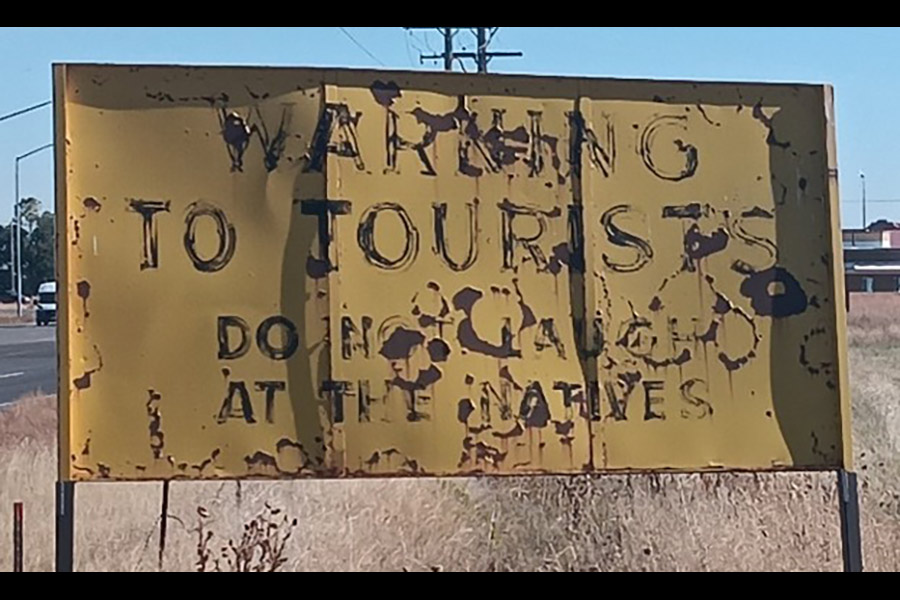 WARNING
TO TOURISTS
DO NOT LAUGH
AT THE NATIVES